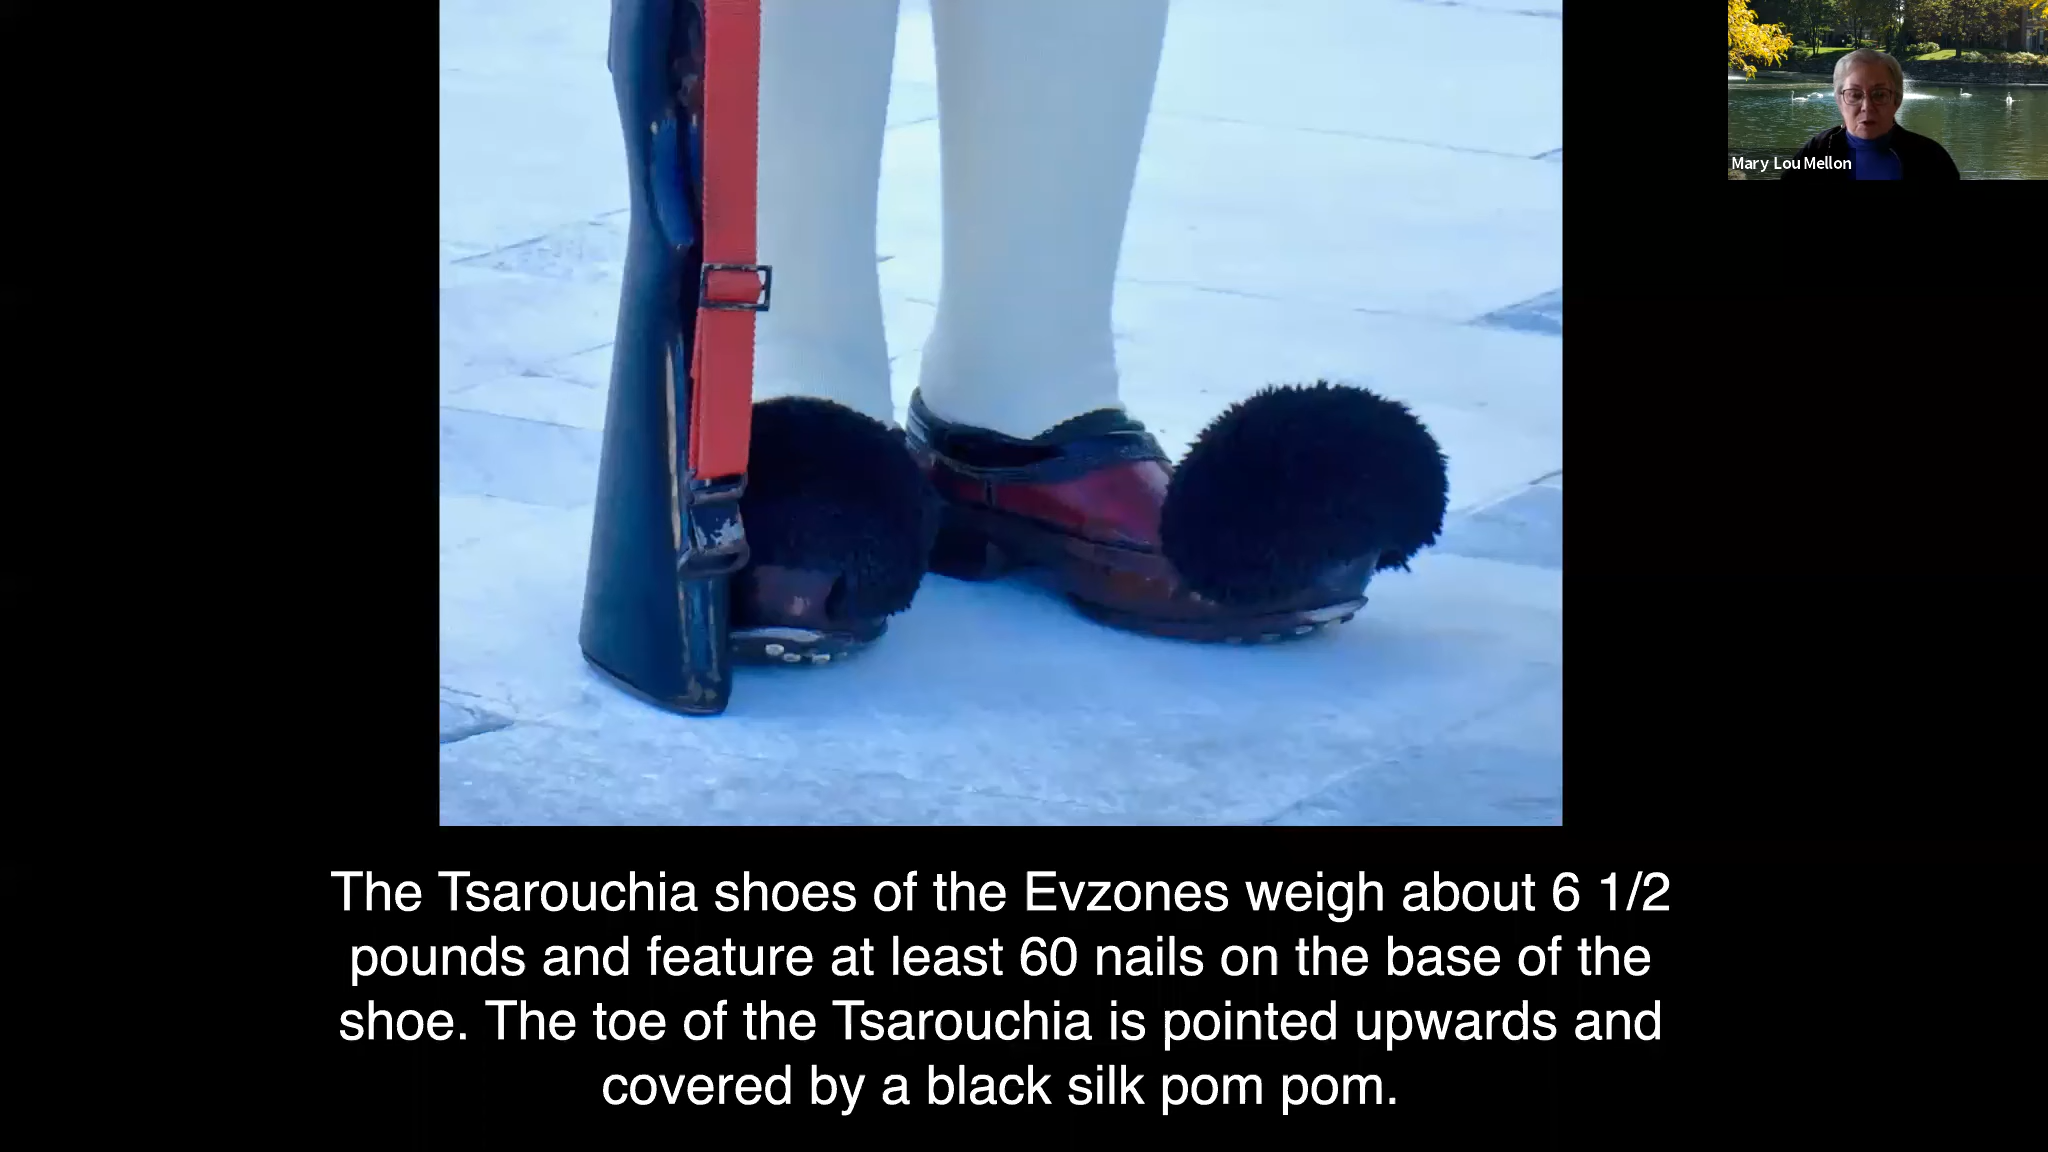 Mary Lou Mellon
The Tsarouchia shoes of the Evzones weigh about 6 1/2
pounds and feature at least 60 nails on the base of the
shoe. The toe of the Tsarouchia is pointed upwards and
covered by a black silk pom pom.